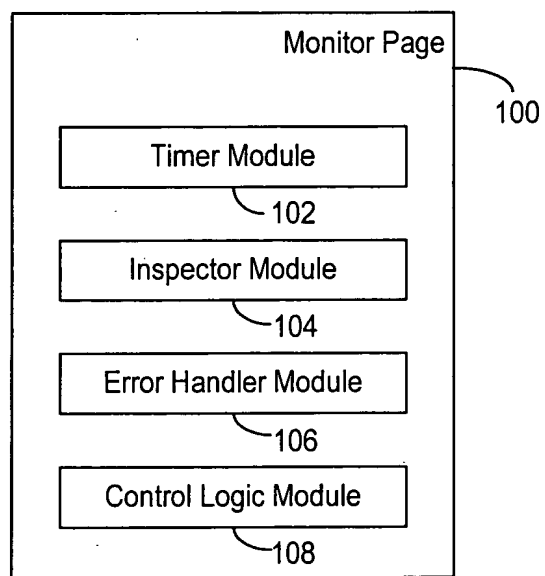 Monitor Page
100
Timer Module
102
Inspector Module
104
Error Handler Module
106
Control Logic Module
108